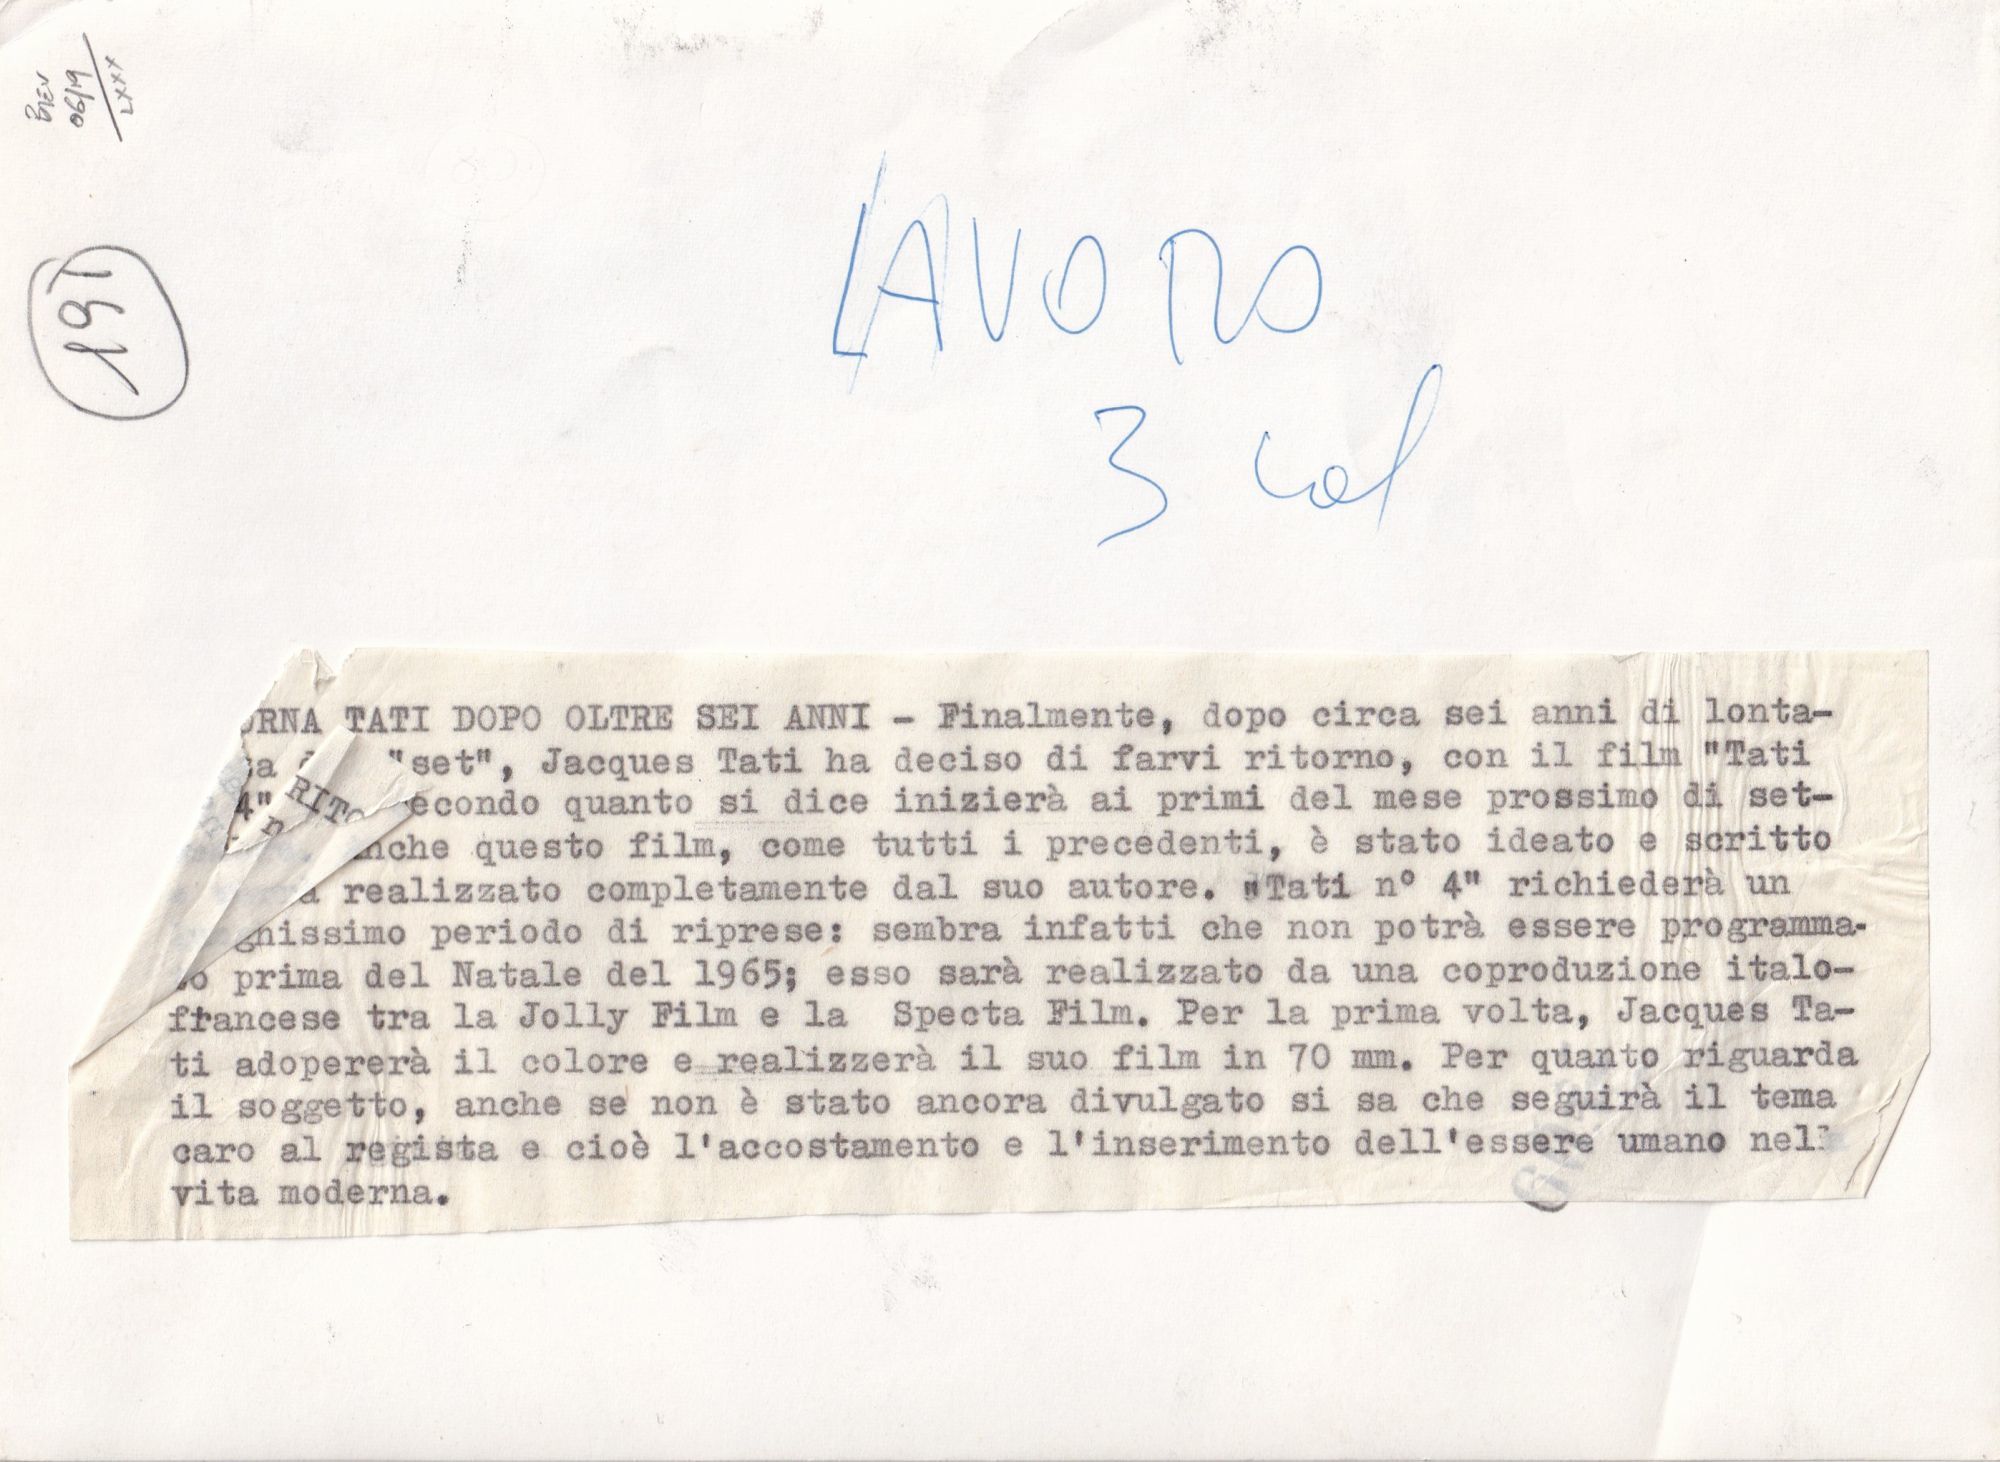 06/19
LXXX
191
LAVORO
3 col
ORNA TATI DOPO OLTRE SEI ANNI - Finalmente, dopo circa sei anni di lonta-
"set", Jacques Tati ha deciso di farvi ritorno, con il film "Tati
4" RITO econdo quanto si dice inizierà ai primi del mese prossimo di set-
n nche questo film, come tutti i precedenti, è stato ideato e scritto
a realizzato completamente dal suo autore. "Tati n° 4" richiederà un
ghissimo periodo di riprese: sembra infatti che non potrà essere programma-
to prima del Natale del 1965; esso sarà realizzato da una coproduzione italo-
francese tra la Jolly Film e la Specta Film. Per la prima volta, Jacques Ta-
ti adopererà il colore e realizzerà il suo film in 70 mm. Per quanto riguarda
il soggetto, anche se non è stato ancora divulgato si sa che seguirà il tema
caro al regista e cioè l'accostamento e l'inserimento dell'essere umano nell
vita moderna.